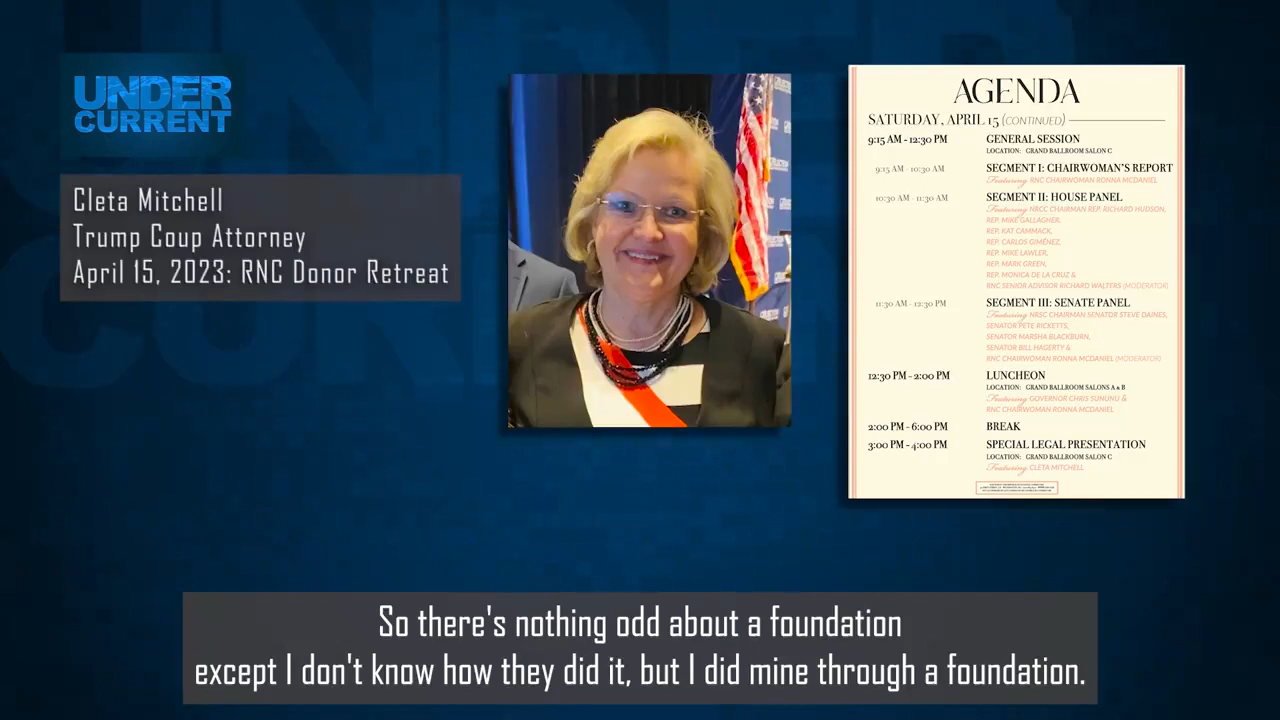 UNDER
CURRENT
Cleta Mitchell
Trump Coup Attorney
April 15, 2023: RNC Donor Retreat
AGENDA
SATURDAY, APRIL 15 (CONTINUED)
9:15 AM - 12:30 PM GENERAL SESSION
LOCATION: GRAND BALLROOM SALON C
9:15 AM - 10:30 AM SEGMENT I: CHAIRWOMAN'S REPORT
Featuring RNC CHAIRWOMAN RONNA MCDANIEL
10:30 AM - 11:30 AM SEGMENT II: HOUSE PANEL
Featuring NRCC CHAIRMAN REP. RICHARD HUDSON,
REP. MIKE GALLAGHER,
REP. KAT CAMMACK,
REP. CARLOS GIMÉNEZ,
REP. MIKE LAWLER,
REP. MARK GREEN,
REP. MONICA DE LA CRUZ &
RNC SENIOR ADVISOR RICHARD WALTERS (MODERATOR)
11:30 AM - 12:30 PM SEGMENT III: SENATE PANEL
Featuring NRSC CHAIRMAN SENATOR STEVE DAINES,
SENATOR PETE RICKETTS,
SENATOR MARSHA BLACKBURN,
SENATOR BILL HAGERTY &
RNC CHAIRWOMAN RONNA MCDANIEL (MODERATOR)
12:30 PM - 2:00 PM LUNCHEON
LOCATION: GRAND BALLROOM SALONS A & B
Featuring GOVERNOR CHRIS SUNUNU &
RNC CHAIRWOMAN RONNA MCDANIEL
2:00 PM - 6:00 PM BREAK
3:00 PM - 4:00 PM SPECIAL LEGAL PRESENTATION
LOCATION: GRAND BALLROOM SALON C
Featuring CLETA MITCHELL
So there's nothing odd about a foundation
except I don't know how they did it, but I did mine through a foundation.